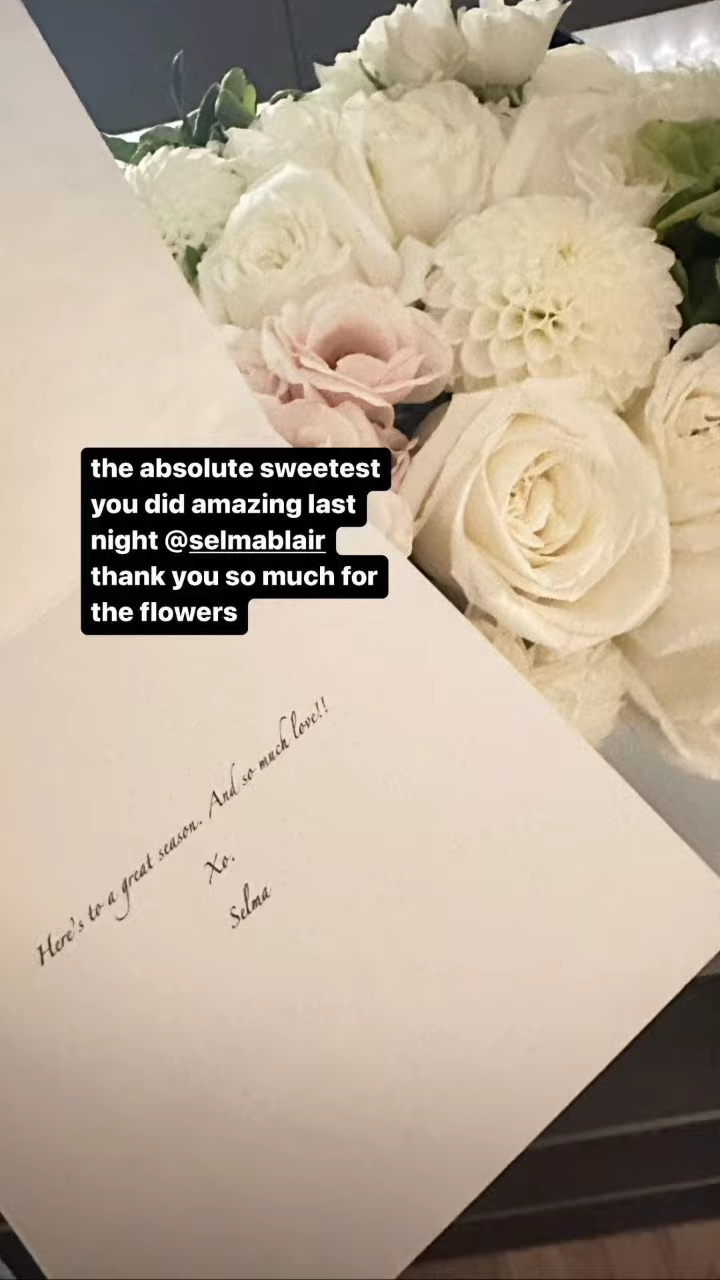 the absolute sweetest
you did amazing last
night @selmablair
thank you so much for
the flowers
Here's to a great season. And so much love!!
Xo.
Selma